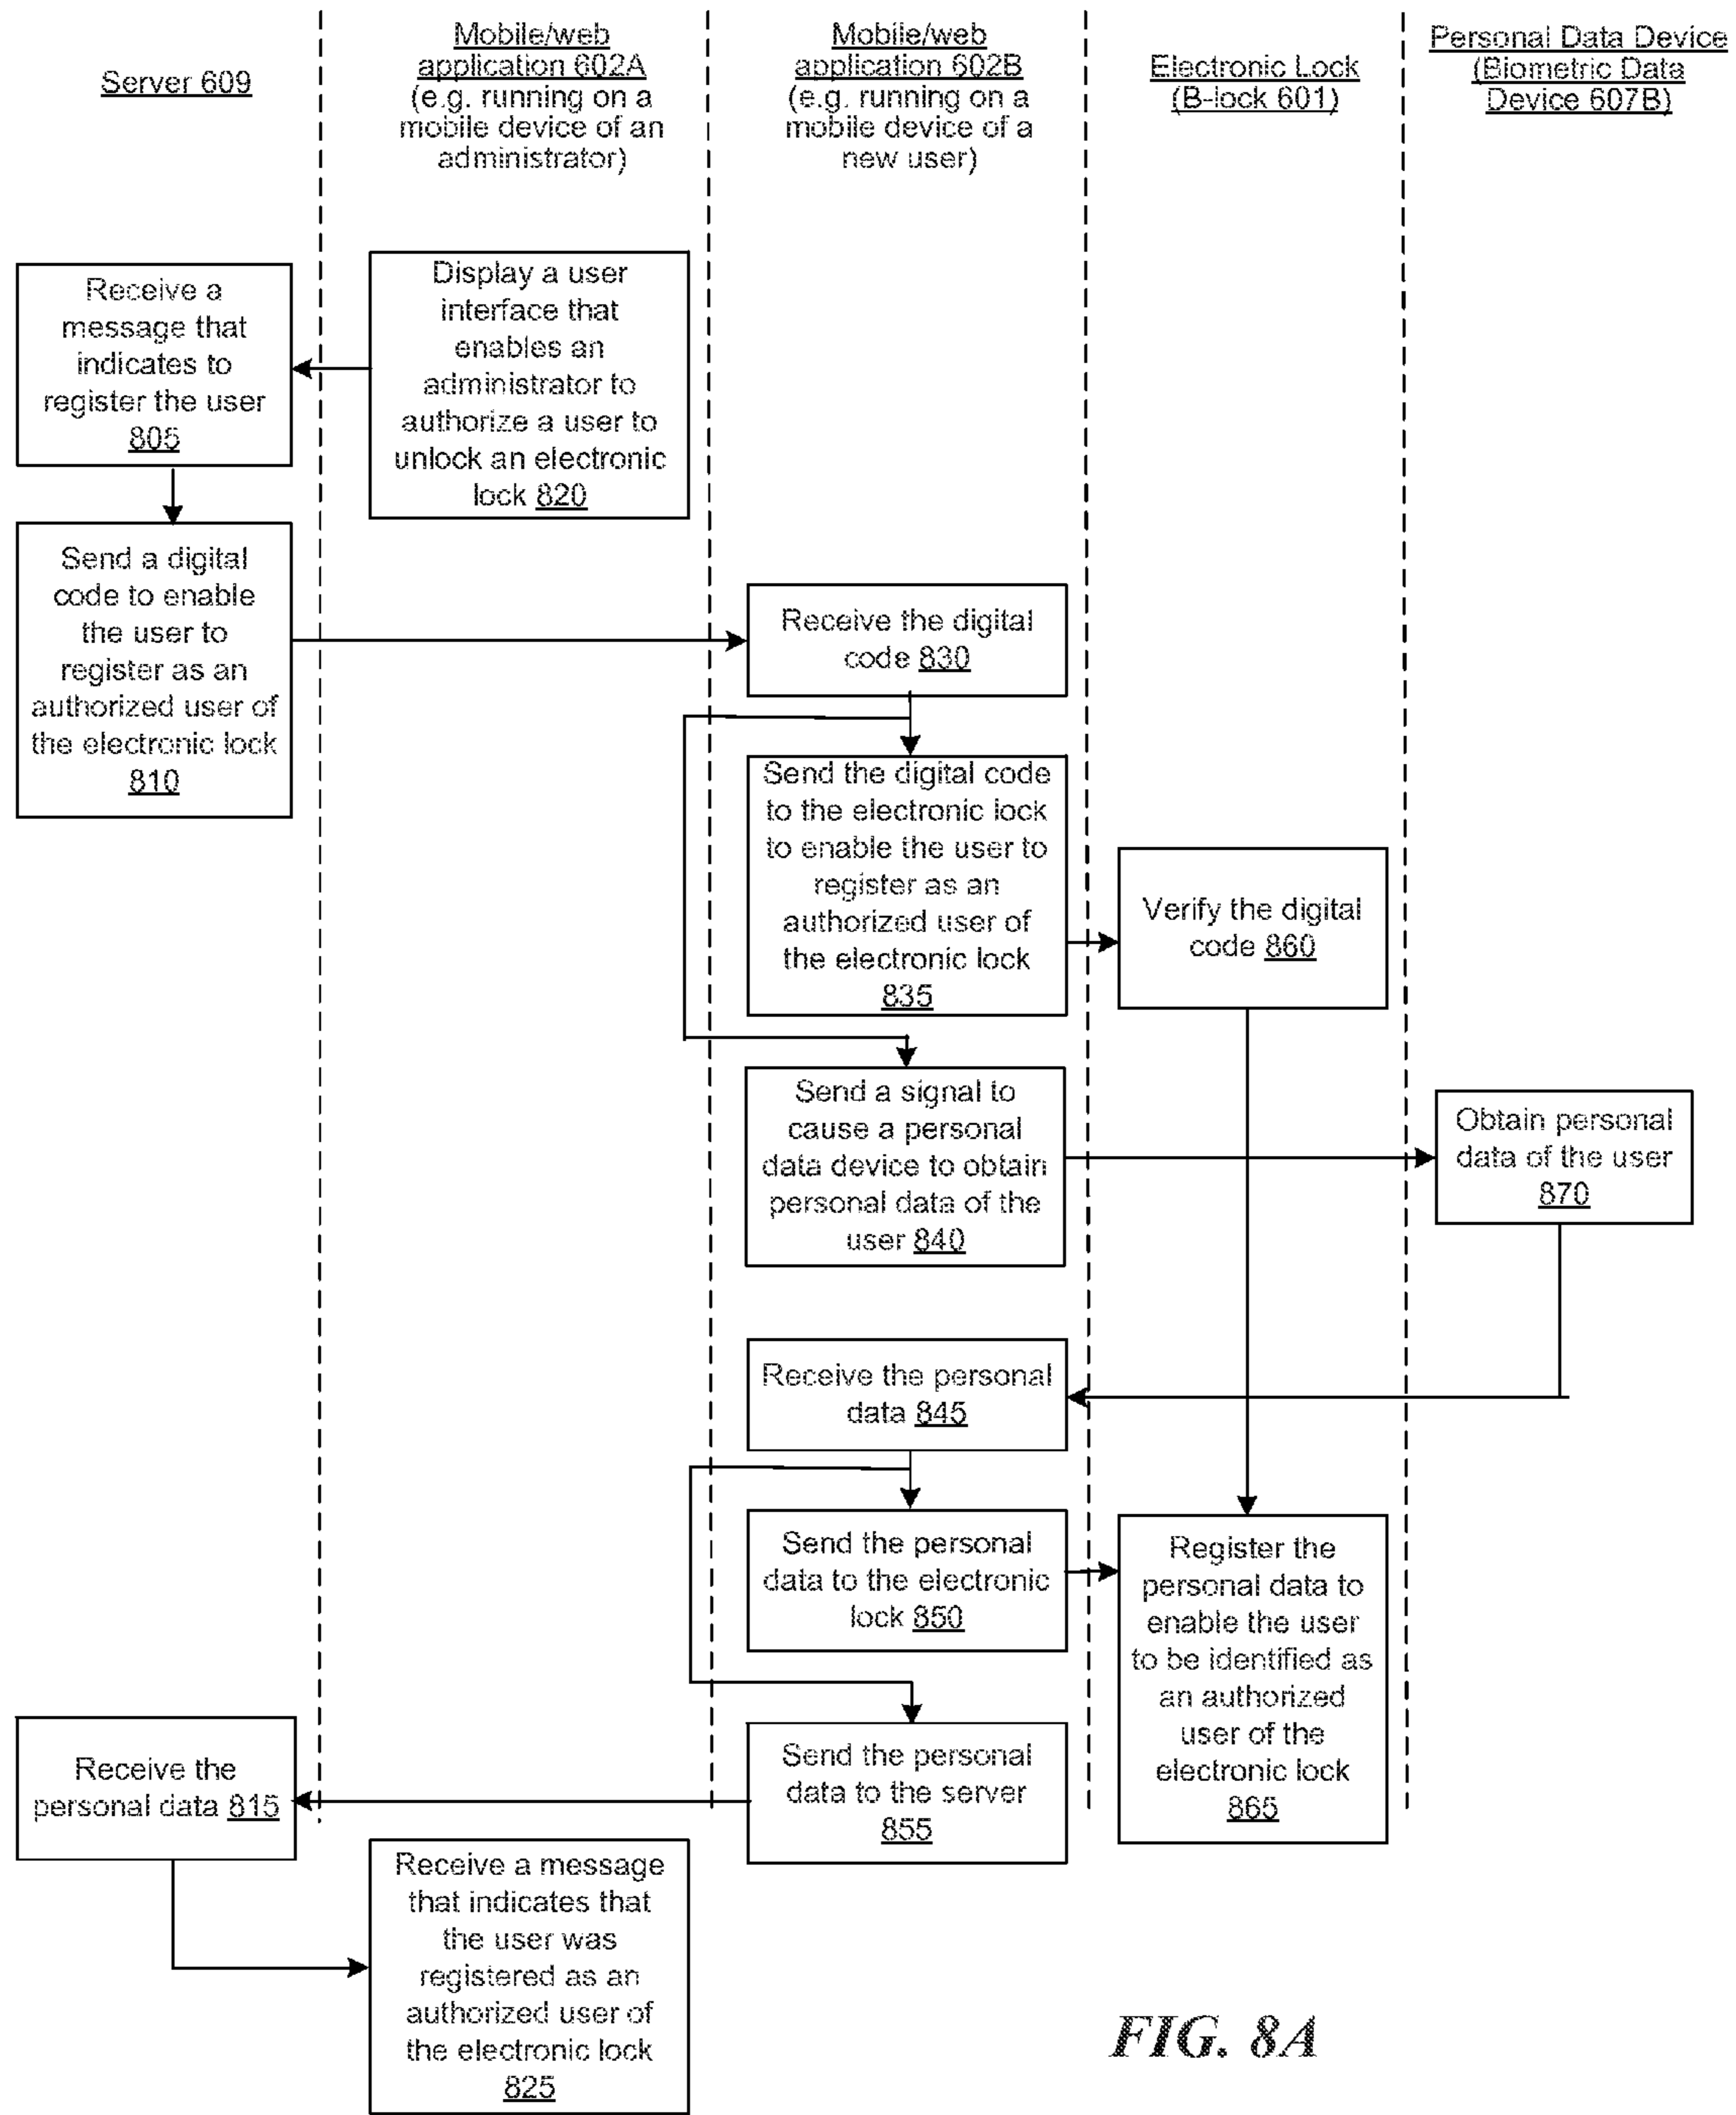 Server 609
Mobile/web
application 602A
(e.g. running on a
mobile device of an
administrator)
Mobile/web
application 602B
(e.g. running on a
mobile device of a
new user)
Electronic Lock
(B-lock 601)
Personal Data Device
(Biometric Data
Device 607B)
Receive a
message that
indicates to
register the user
805
Display a user
interface that
enables an
administrator to
authorize a user to
unlock an electronic
lock 820
Send a digital
code to enable
the user to
register as an
authorized user of
the electronic lock
810
Receive the digital
code 830
Send the digital code
to the electronic lock
to enable the user to
register as an
authorized user of
the electronic lock
835
Verify the digital
code 860
Send a signal to
cause a personal
data device to obtain
personal data of the
user 840
Obtain personal
data of the user
870
Receive the personal
data 845
Send the personal
data to the electronic
lock 850
Register the
personal data to
enable the user
to be identified as
an authorized
user of the
electronic lock
865
Send the personal
data to the server
855
Receive the
personal data 815
Receive a message
that indicates that
the user was
registered as an
authorized user of
the electronic lock
825
FIG. 8A